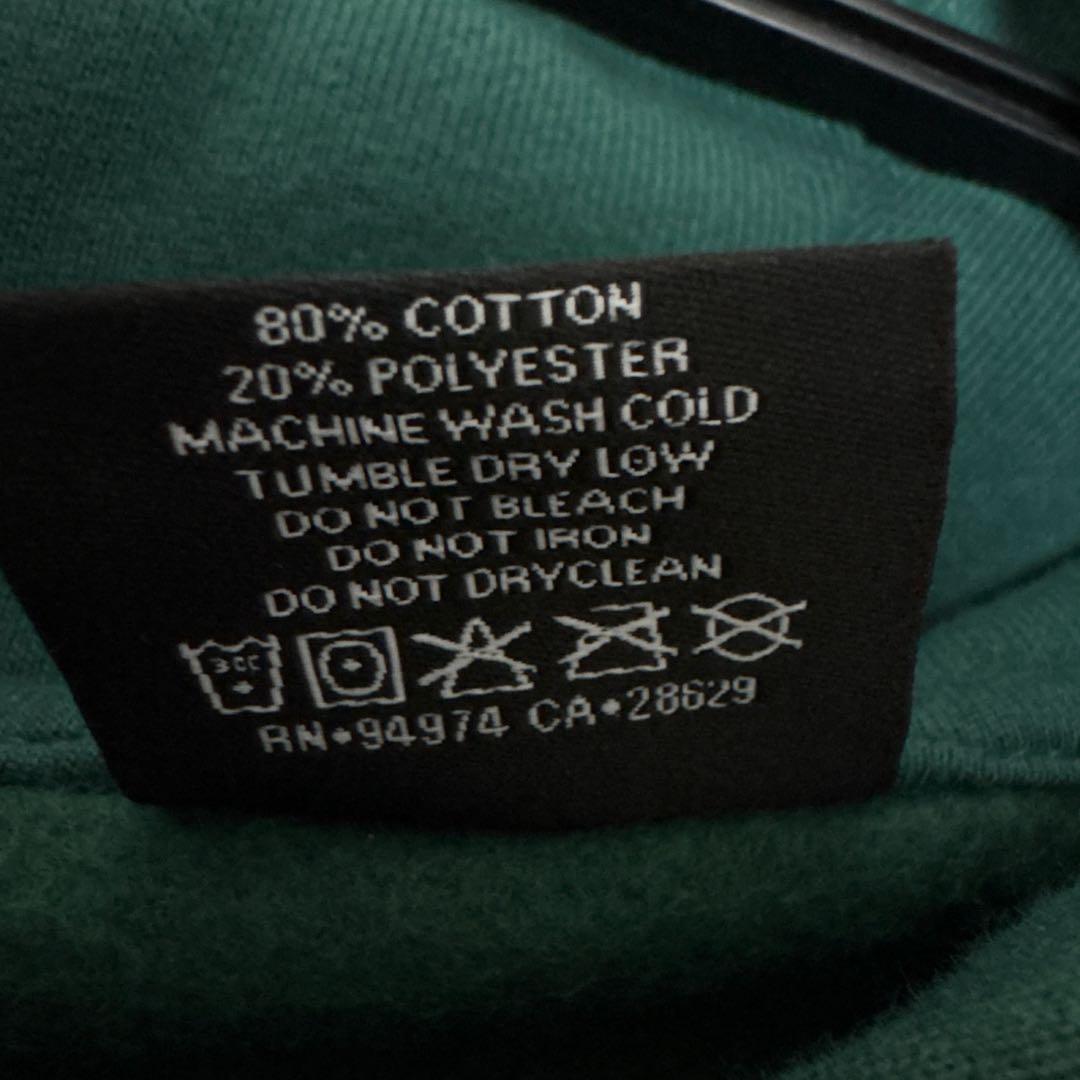 80% COTTON
20% POLYESTER
MACHINE WASH COLD
TUMBLE DRY LOW
DO NOT BLEACH
DO NOT IRON
DO NOT DRYCLEAN
RN•94974 CA•28629